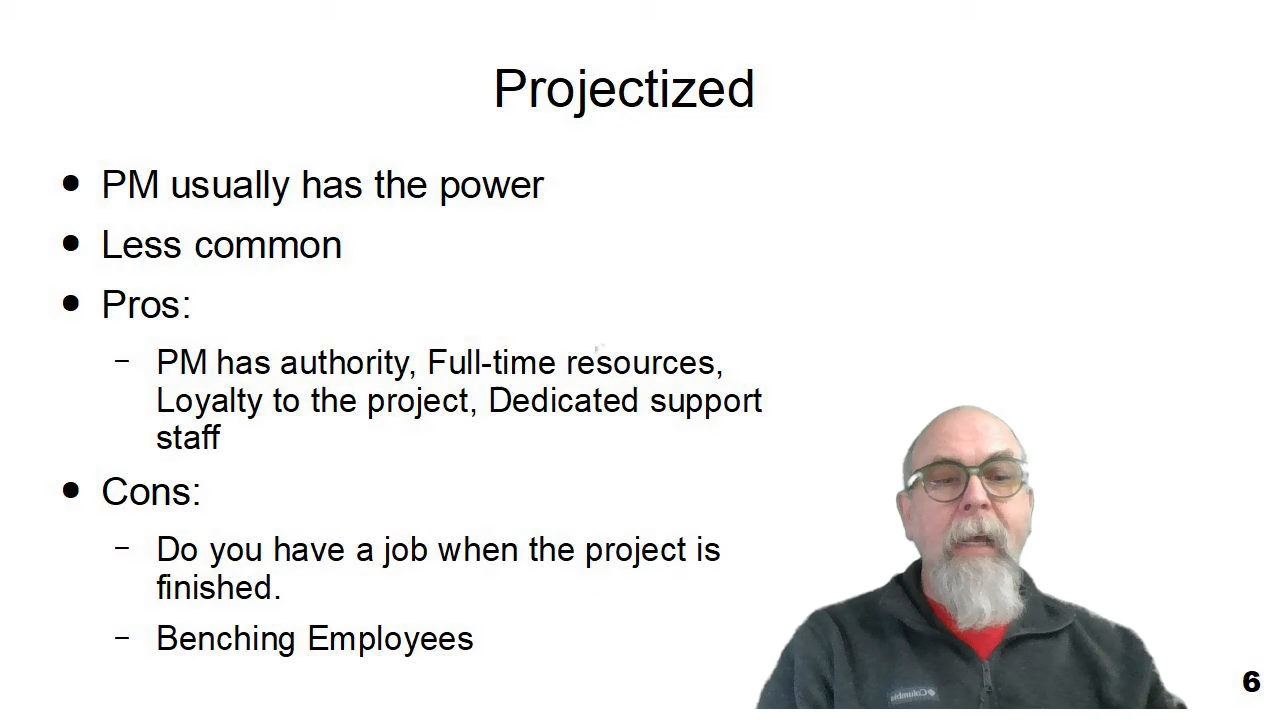 Projectized
● PM usually has the power
● Less common
● Pros:
– PM has authority, Full-time resources,
Loyalty to the project, Dedicated support
staff
● Cons:
– Do you have a job when the project is
finished.
– Benching Employees
Columbia
6